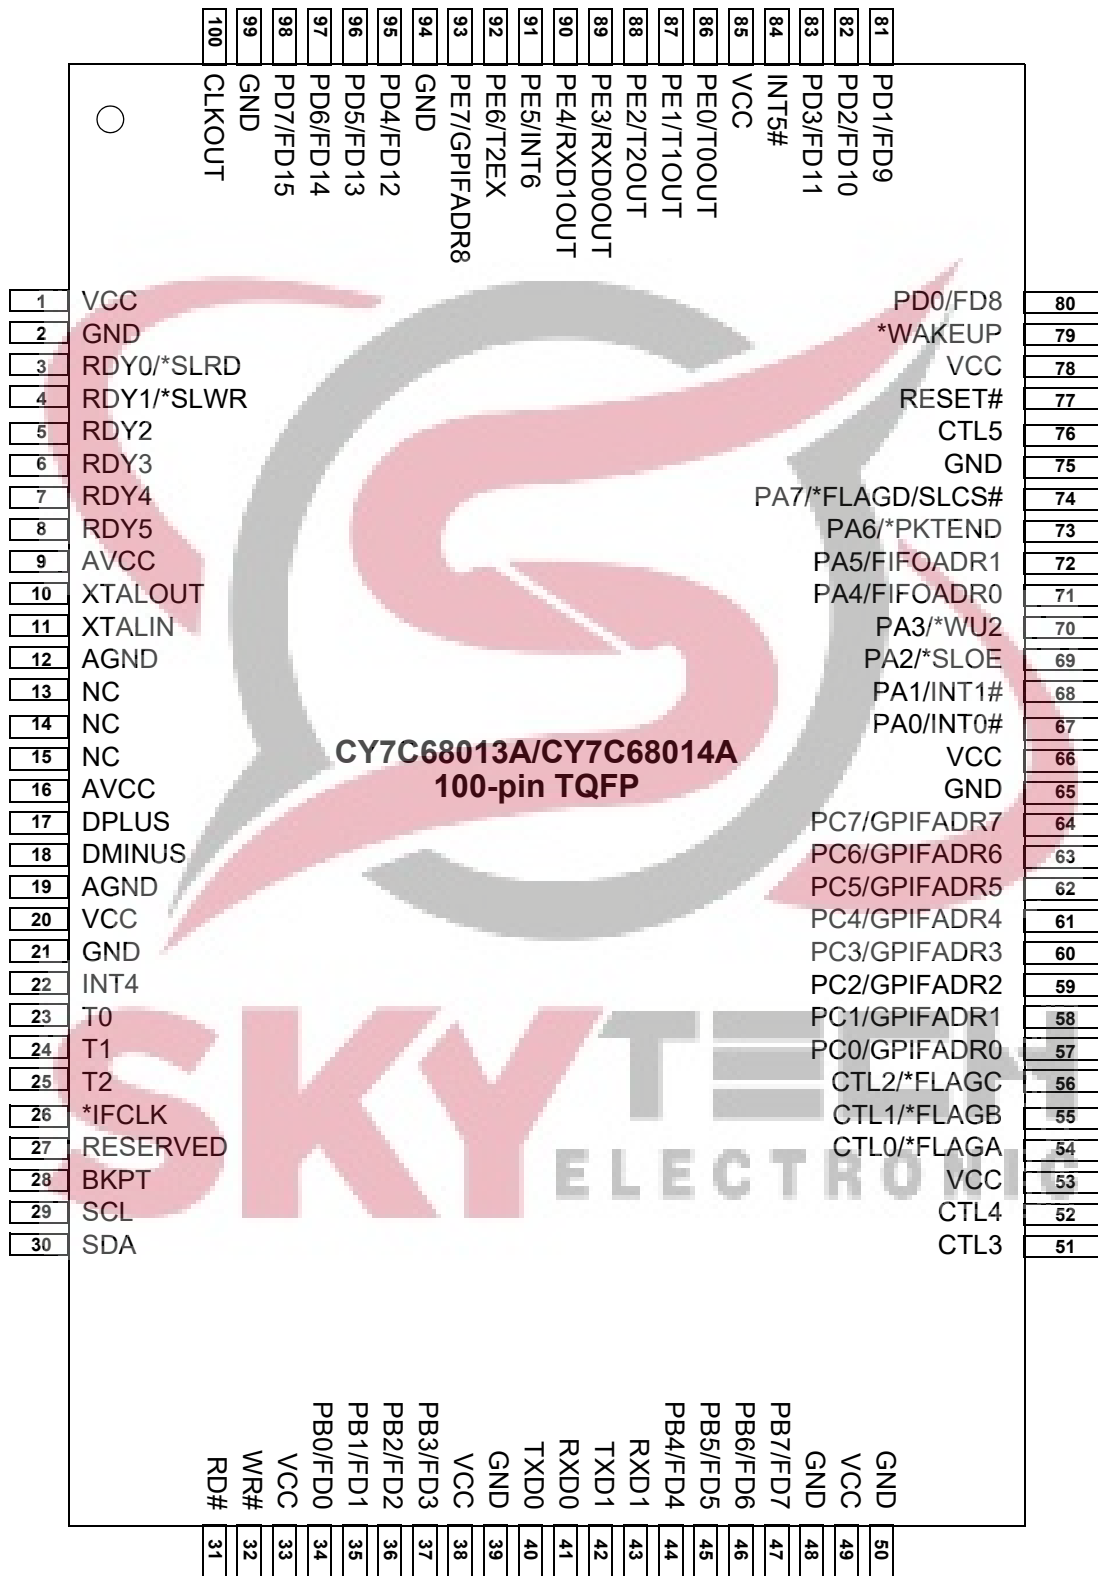 100 99 98 97 96 95 94 93 92 91 90 89 88 87 86 85 84 83 82 81
CLKOUT
GND
PD7/FD15
PD6/FD14
PD5/FD13
PD4/FD12
GND
PE7/GPIFADR8
PE6/T2EX
PE5/INT6
PE4/RXD1OUT
PE3/RXD0OUT
PE2/T2OUT
PE1/T1OUT
PE0/T0OUT
VCC
INT5#
PD3/FD11
PD2/FD10
PD1/FD9
1 VCC
2 GND
3 RDY0/*SLRD
4 RDY1/*SLWR
5 RDY2
6 RDY3
7 RDY4
8 RDY5
9 AVCC
10 XTALOUT
11 XTALIN
12 AGND
13 NC
14 NC
15 NC
16 AVCC
17 DPLUS
18 DMINUS
19 AGND
20 VCC
21 GND
22 INT4
23 T0
24 T1
25 T2
26 *IFCLK
27 RESERVED
28 BKPT
29 SCL
30 SDA
CY7C68013A/CY7C68014A
100-pin TQFP
PD0/FD8 80
*WAKEUP 79
VCC 78
RESET# 77
CTL5 76
GND 75
PA7/*FLAGD/SLCS# 74
PA6/*PKTEND 73
PA5/FIFOADR1 72
PA4/FIFOADR0 71
PA3/*WU2 70
PA2/*SLOE 69
PA1/INT1# 68
PA0/INT0# 67
VCC 66
GND 65
PC7/GPIFADR7 64
PC6/GPIFADR6 63
PC5/GPIFADR5 62
PC4/GPIFADR4 61
PC3/GPIFADR3 60
PC2/GPIFADR2 59
PC1/GPIFADR1 58
PC0/GPIFADR0 57
CTL2/*FLAGC 56
CTL1/*FLAGB 55
CTL0/*FLAGA 54
VCC 53
CTL4 52
CTL3 51
SKYTECH
ELECTRONIC
RD#
WR#
VCC
PB0/FD0
PB1/FD1
PB2/FD2
PB3/FD3
VCC
GND
TXD0
RXD0
TXD1
RXD1
PB4/FD4
PB5/FD5
PB6/FD6
PB7/FD7
GND
VCC
GND
31 32 33 34 35 36 37 38 39 40 41 42 43 44 45 46 47 48 49 50